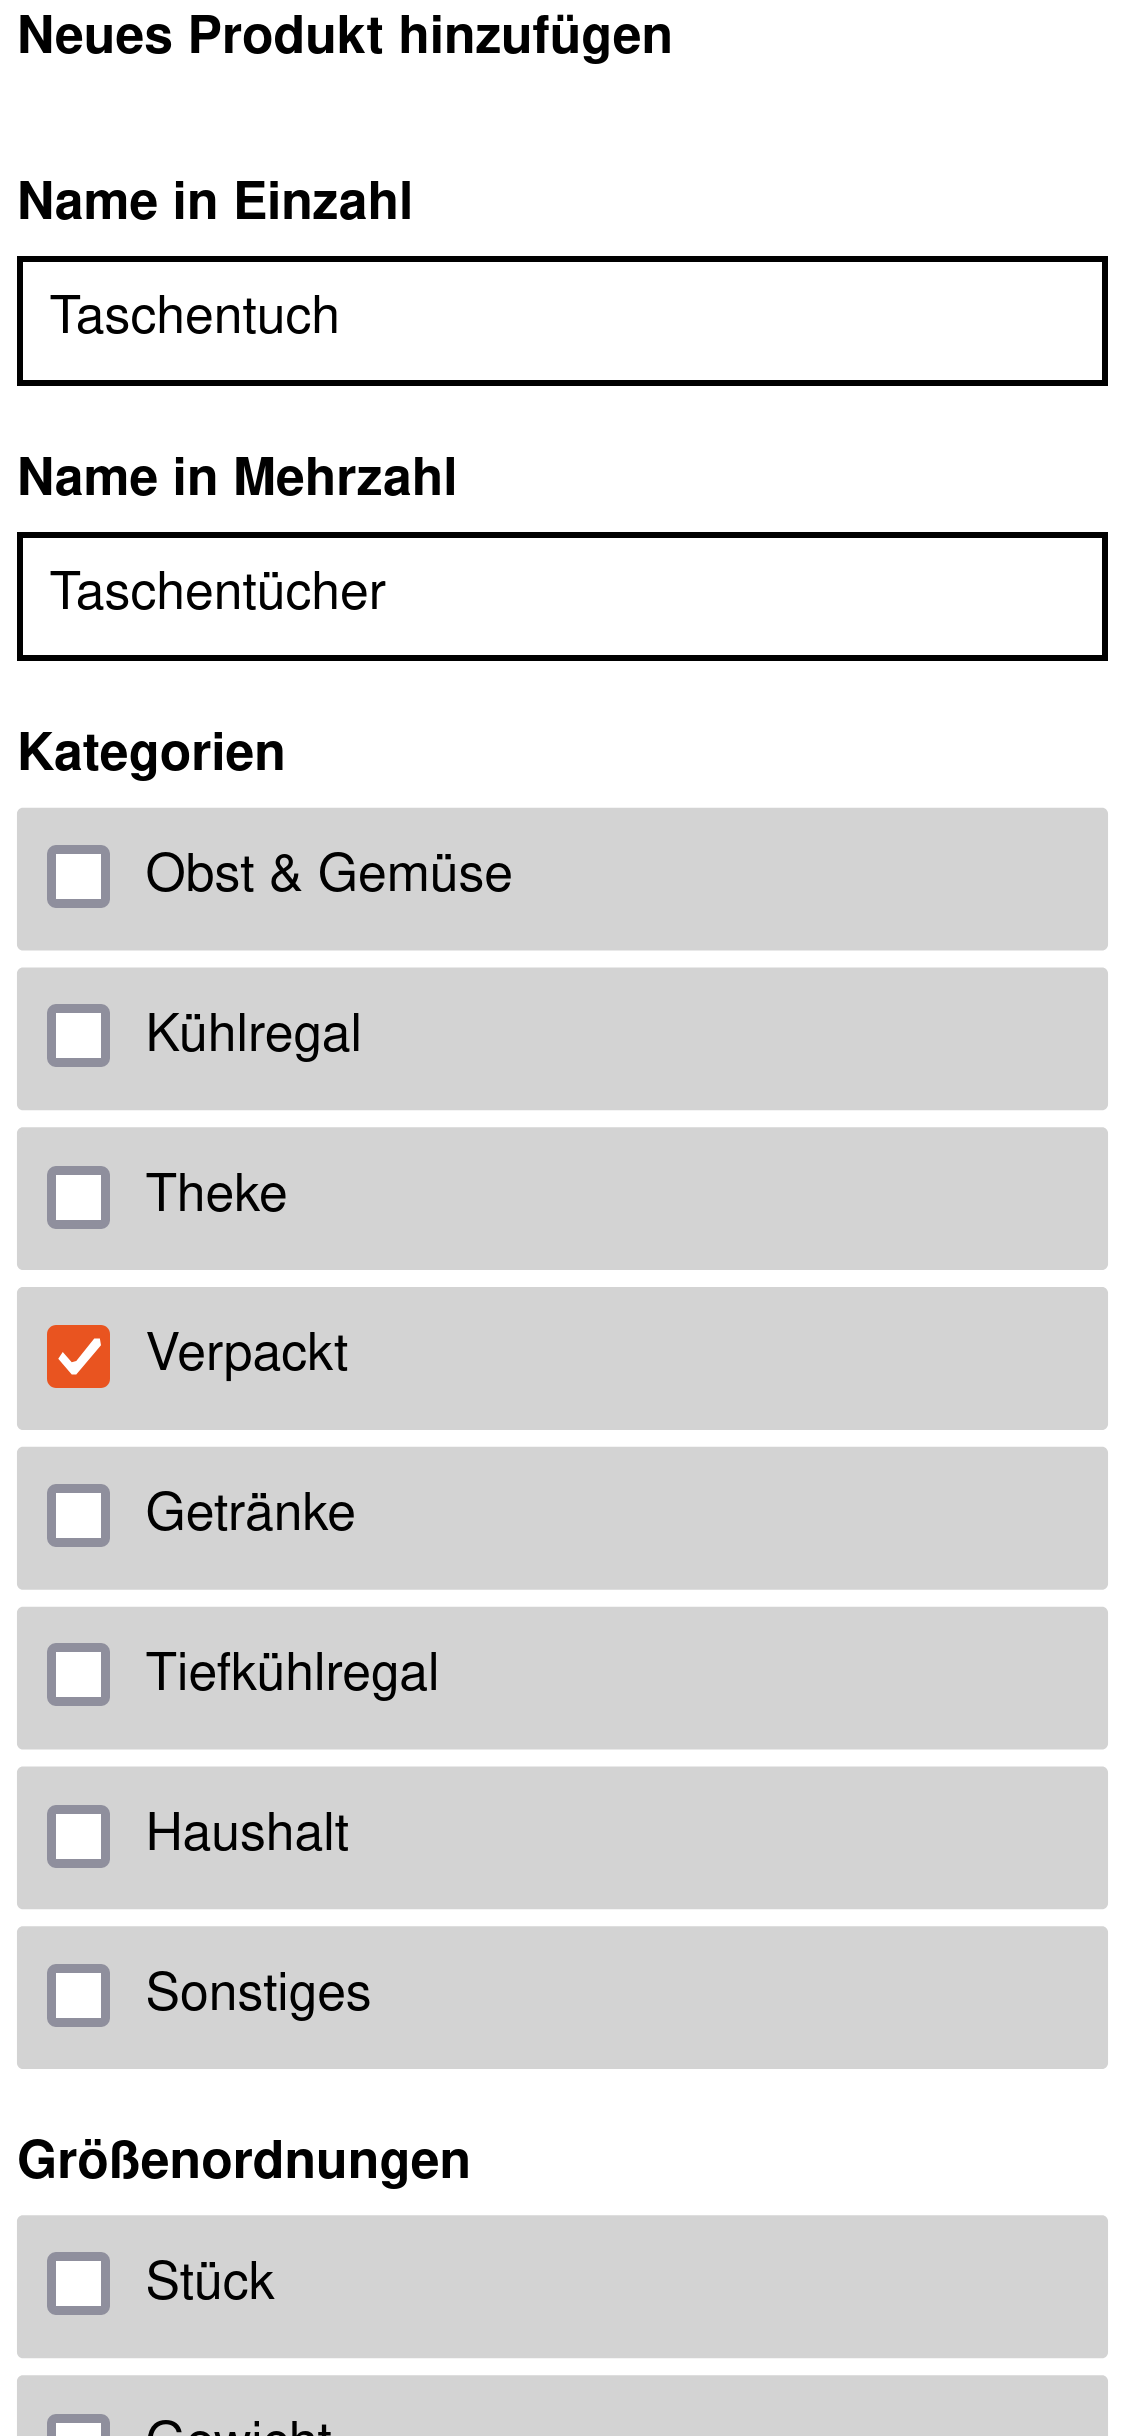 Neues Produkt hinzufügen
Name in Einzahl
Taschentuch
Name in Mehrzahl
Taschentücher
Kategorien
Obst & Gemüse
Kühlregal
Theke
Verpackt
Getränke
Tiefkühlregal
Haushalt
Sonstiges
Größenordnungen
Stück
Gewicht